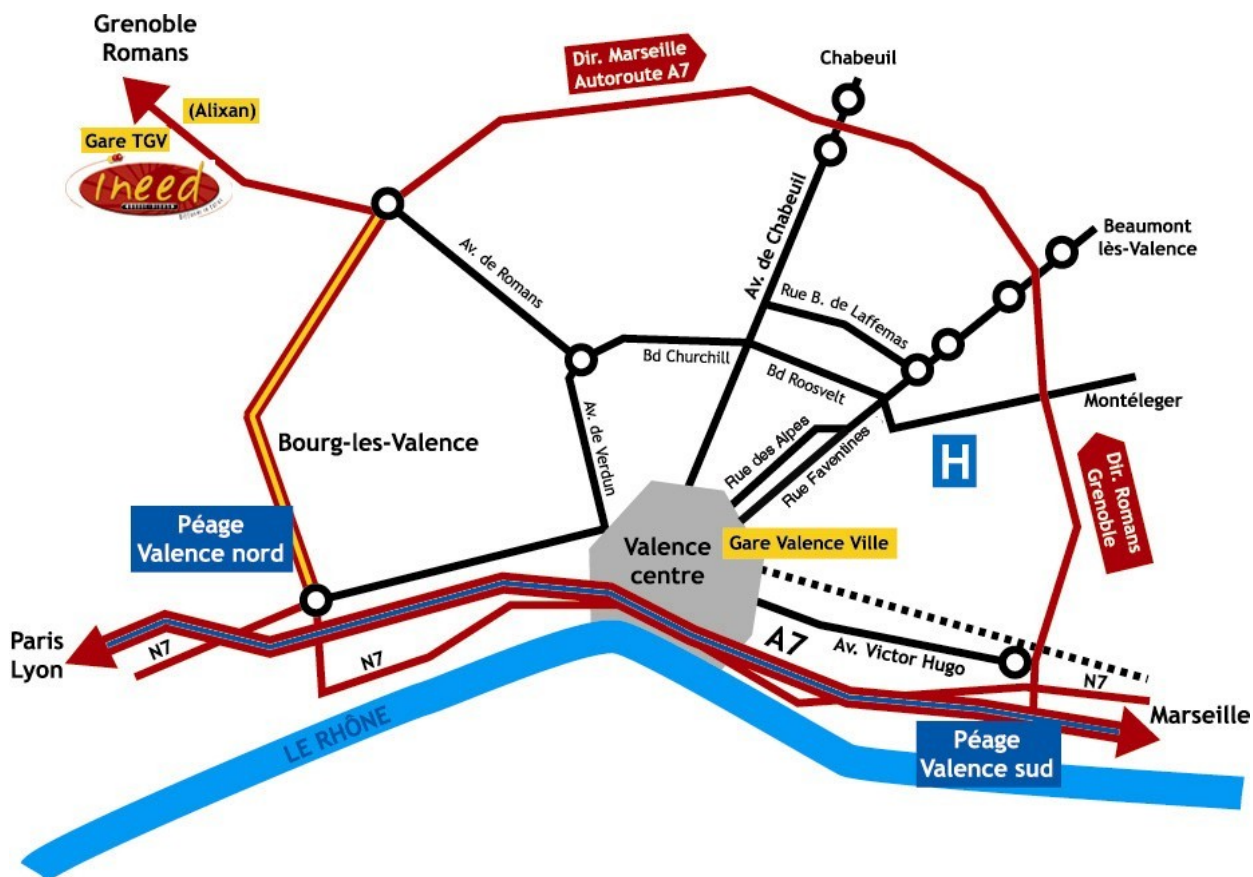 Grenoble
Romans
Dir. Marseille
Autoroute A7
Chabeuil
(Alixan)
Gare TGV
Ineed
Av. de Romans
Av. de Chabeuil
Beaumont
lès-Valence
Rue B. de Laffemas
Bd Churchill
Bd Roosvelt
Montéleger
Bourg-les-Valence
Av. de Verdun
Rue des Alpes
Rue Faventines
H
Dir. Romans
Grenoble
Péage
Valence nord
Valence
centre
Gare Valence Ville
Paris
Lyon
N7
N7
A7
Av. Victor Hugo
N7
Marseille
LE RHÔNE
Péage
Valence sud